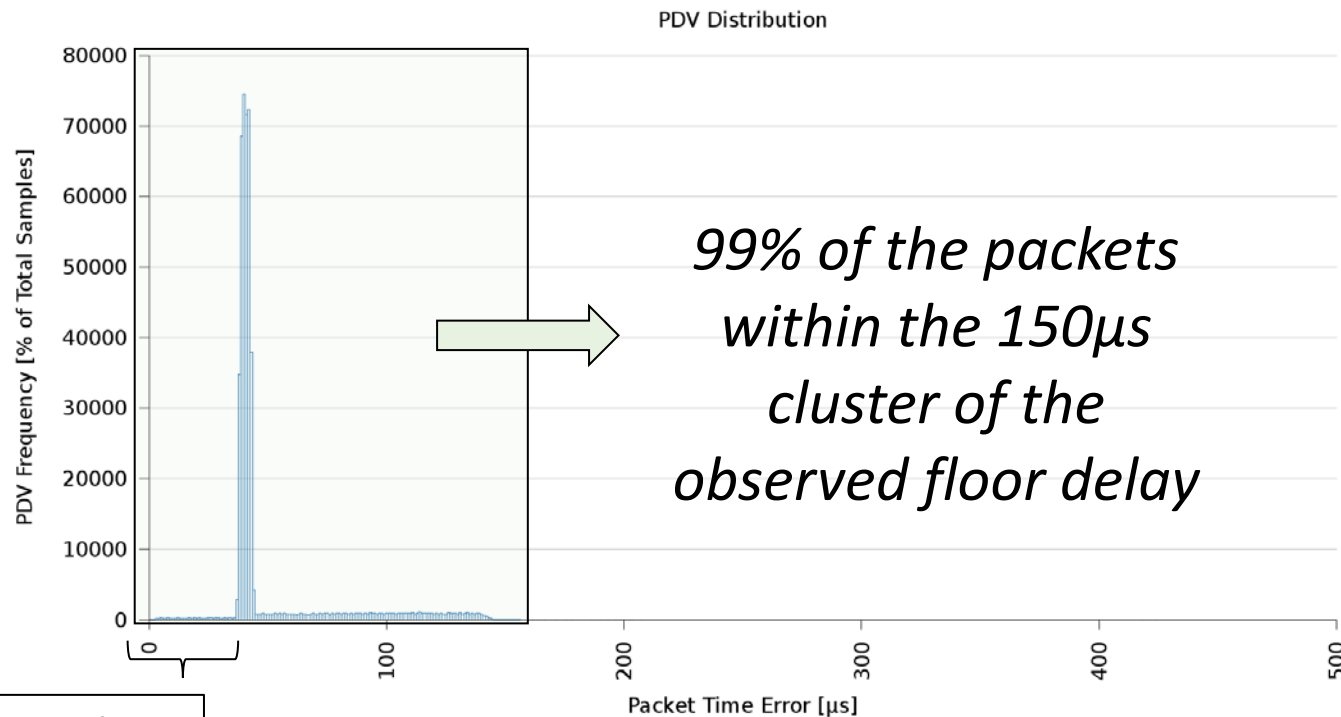 PDV Distribution
PDV Frequency [% of Total Samples]
80000
70000
60000
50000
40000
30000
20000
10000
0
99% of the packets
within the 150µs
cluster of the
observed floor delay
0
100
200
300
400
500
Packet Time Error [µs]